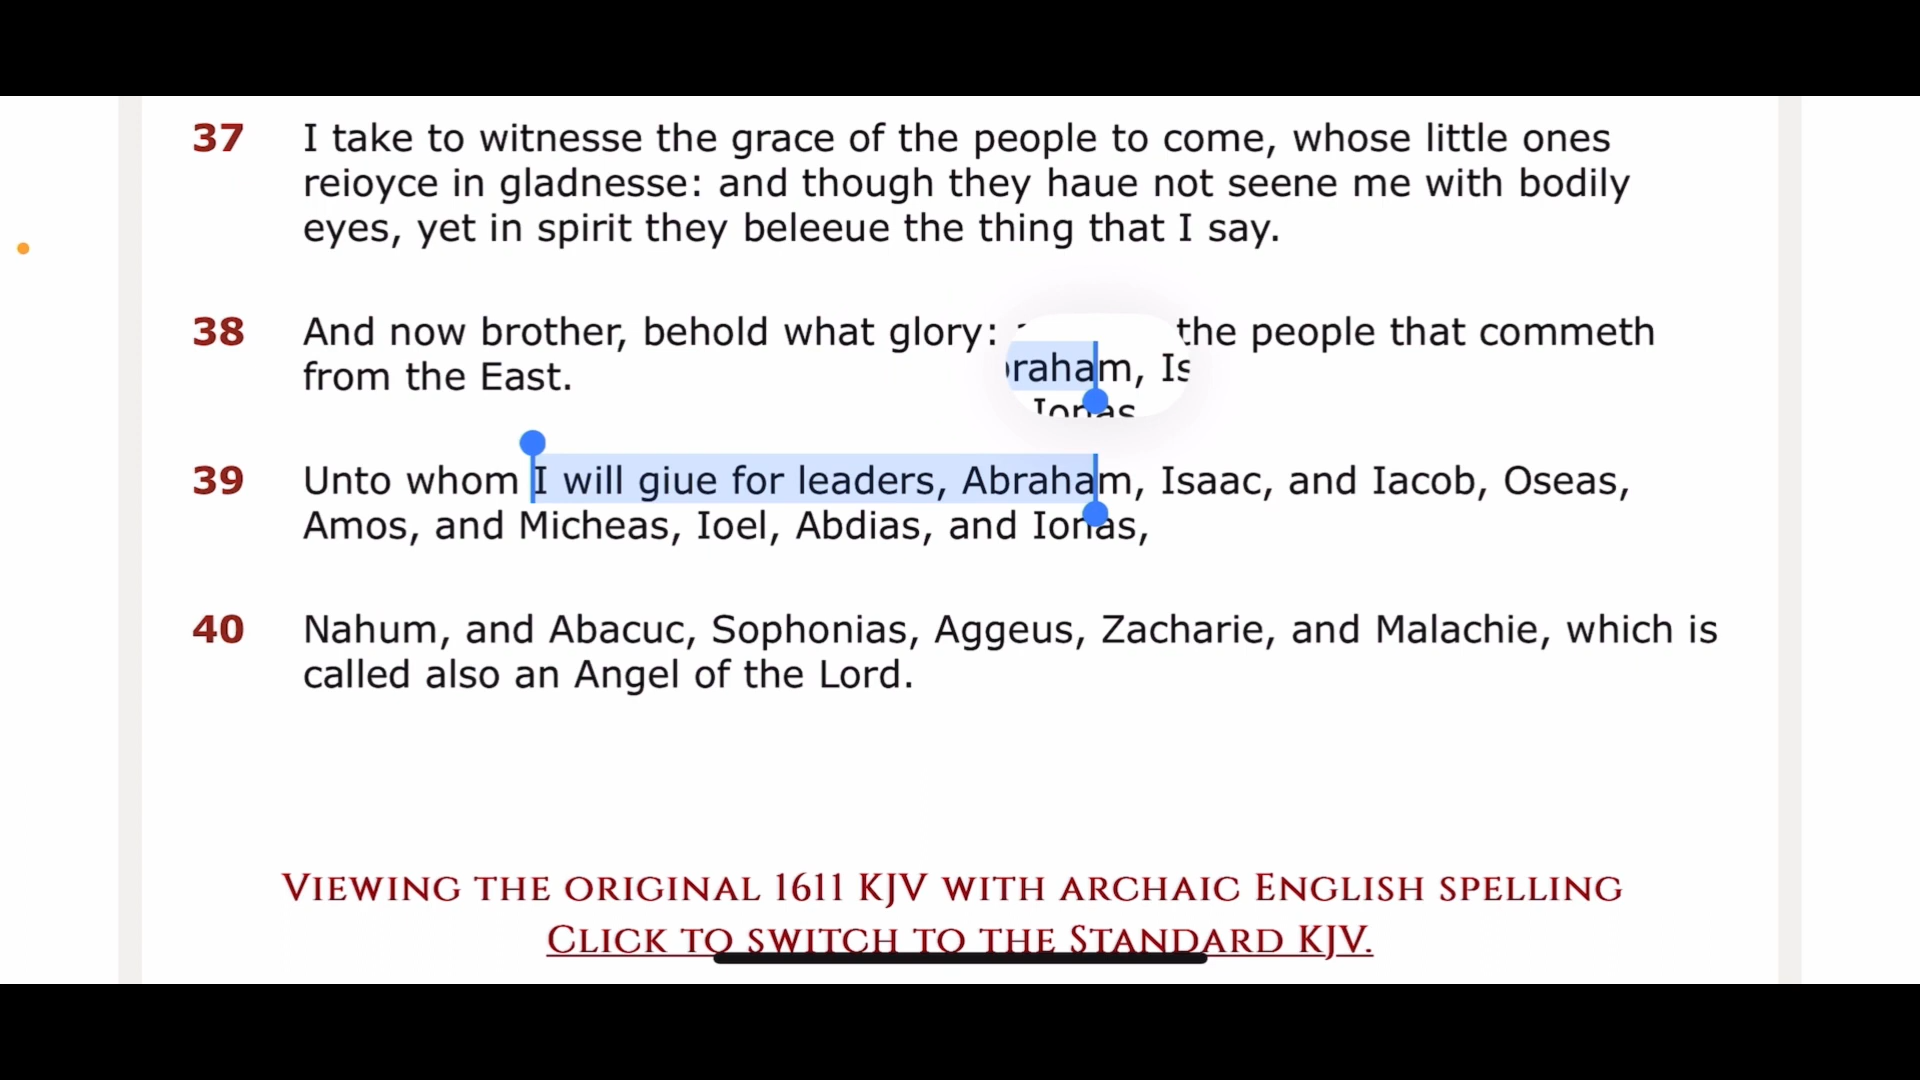 37 I take to witnesse the grace of the people to come, whose little ones
reioyce in gladnesse: and though they haue not seene me with bodily
eyes, yet in spirit they beleeue the thing that I say.
38 And now brother, behold what glory: the people that commeth
from the East.
39 Unto whom I will giue for leaders, Abraham, Isaac, and Iacob, Oseas,
Amos, and Micheas, Ioel, Abdias, and Ionas,
40 Nahum, and Abacuc, Sophonias, Aggeus, Zacharie, and Malachie, which is
called also an Angel of the Lord.
Viewing the original 1611 KJV with archaic English spelling
Click to switch to the Standard KJV.